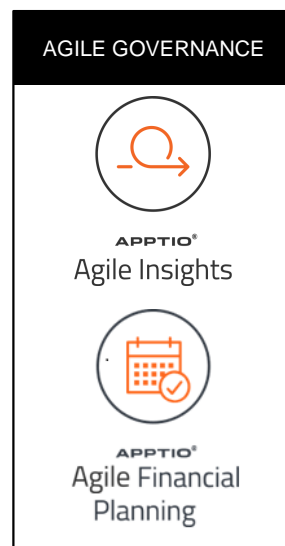 AGILE GOVERNANCE
APPTIO®
Agile Insights
APPTIO®
Agile Financial
Planning